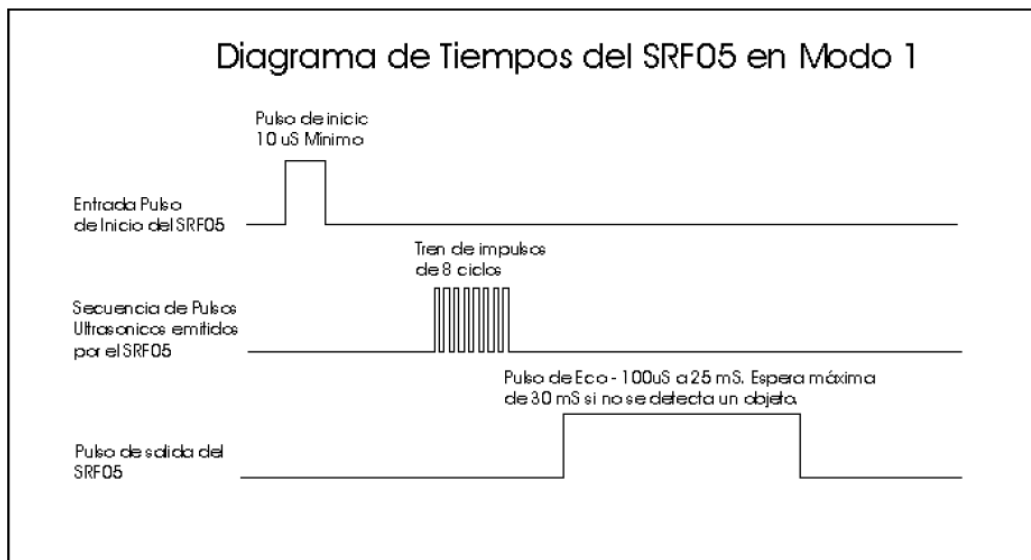 Diagrama de Tiempos del SRF05 en Modo 1
Pulso de inicic
10 uS Mínimo
Entrada Pulso
de Inicio del SRF05
Tren de impulsos
de 8 ciclos
Secuencia de Pulsos
Ultrasonicos emitidos
por el SRF05
Pulso de Eco - 100uS a 25 mS. Espera máxima
de 30 mS si no se detecta un objeto.
Pulso de salida del
SRF05